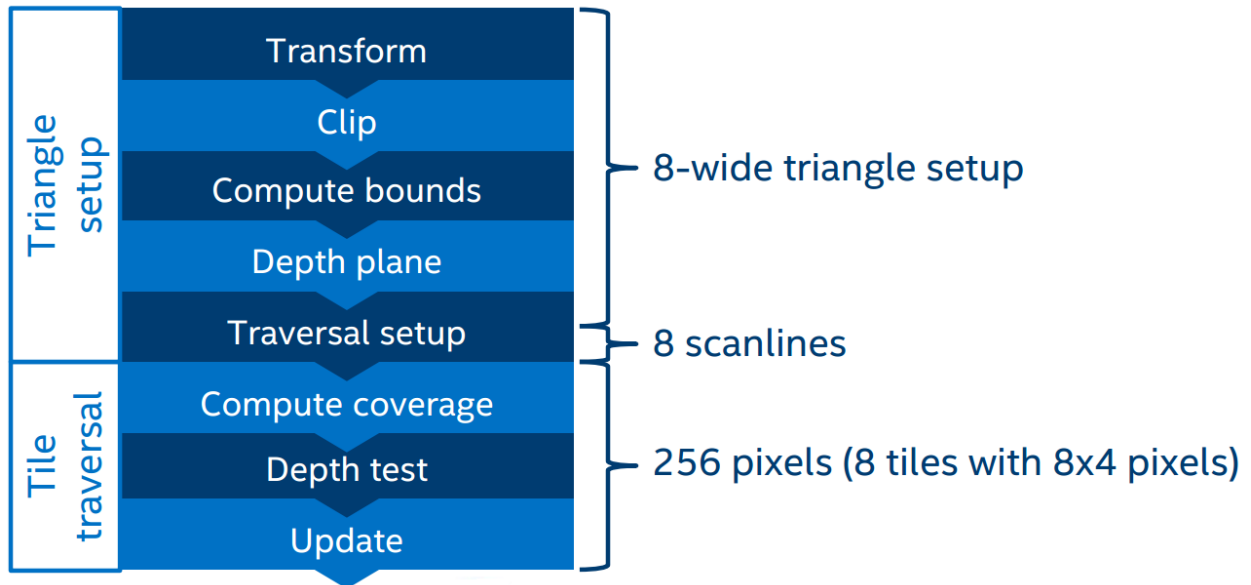 Triangle
setup
Transform
Clip
Compute bounds
Depth plane
Traversal setup
8-wide triangle setup
8 scanlines
Tile
traversal
Compute coverage
Depth test
Update
256 pixels (8 tiles with 8x4 pixels)